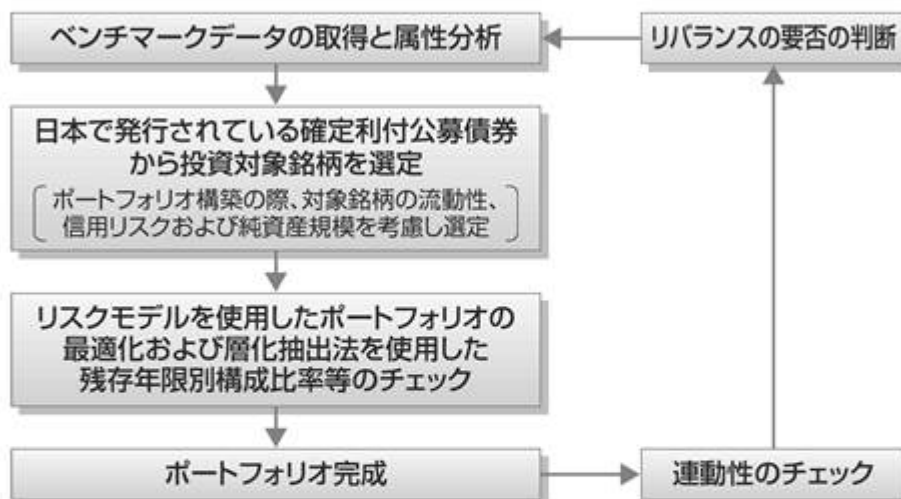 ベンチマークデータの取得と属性分析
リバランスの要否の判断
日本で発行されている確定利付公募債券
から投資対象銘柄を選定
ポートフォリオ構築の際、対象銘柄の流動性、
信用リスクおよび純資産規模を考慮し選定
リスクモデルを使用したポートフォリオの
最適化および層化抽出法を使用した
残存年限別構成比率等のチェック
ポートフォリオ完成
連動性のチェック